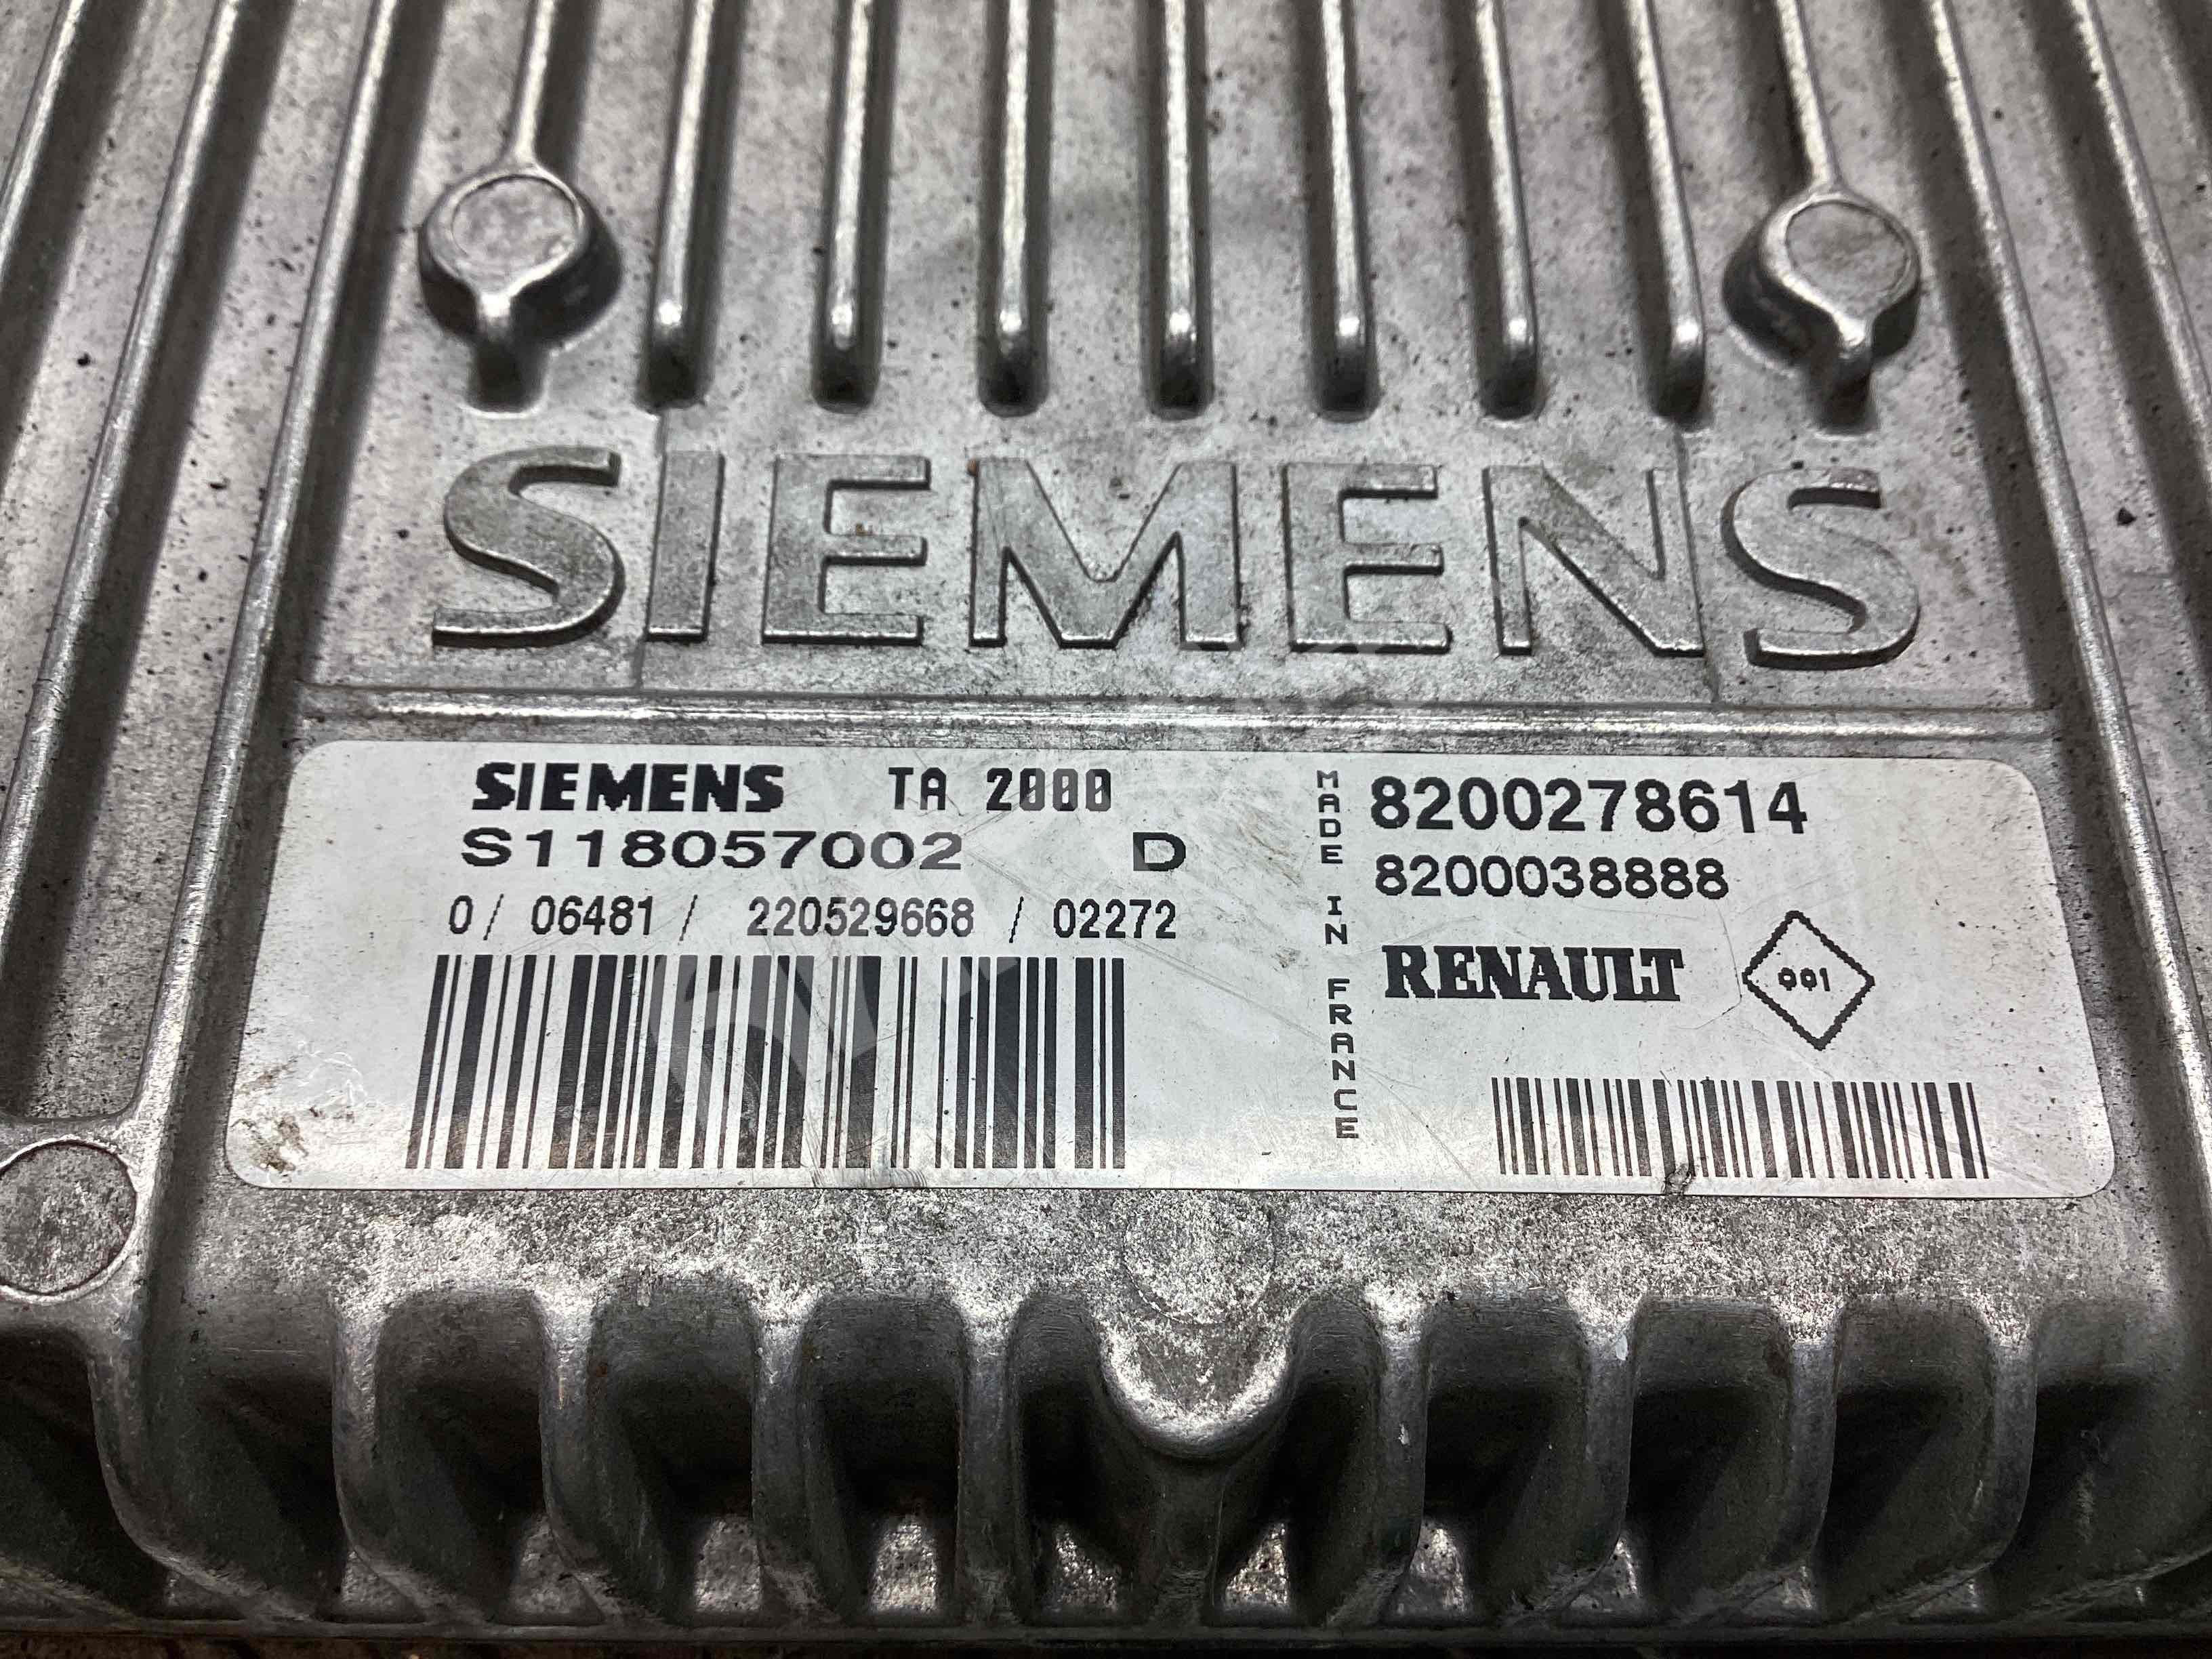 SIEMENS
SIEMENS TA 2000
S118057002 D
0/ 06481 / 220529668 / 02272
MADE IN FRANCE
8200278614
8200038888
RENAULT 001